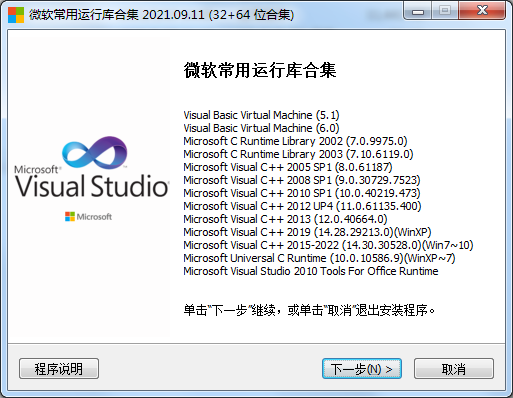 微软常用运行库合集 2021.09.11 (32+64 位合集)
微软常用运行库合集
Visual Basic Virtual Machine (5.1)
Visual Basic Virtual Machine (6.0)
Microsoft C Runtime Library 2002 (7.0.9975.0)
Microsoft C Runtime Library 2003 (7.10.6119.0)
Microsoft Visual C++ 2005 SP1 (8.0.61187)
Microsoft Visual C++ 2008 SP1 (9.0.30729.7523)
Microsoft Visual C++ 2010 SP1 (10.0.40219.473)
Microsoft Visual C++ 2012 UP4 (11.0.61135.400)
Microsoft Visual C++ 2013 (12.0.40664.0)
Microsoft Visual C++ 2019 (14.28.29213.0)(WinXP)
Microsoft Visual C++ 2015-2022 (14.30.30528.0)(Win7~10)
Microsoft Universal C Runtime (10.0.10586.9)(WinXP~7)
Microsoft Visual Studio 2010 Tools For Office Runtime
Microsoft®
Visual Studio®
Microsoft
单击"下一步"继续，或单击"取消"退出安装程序。
程序说明
下一步(N) >
取消